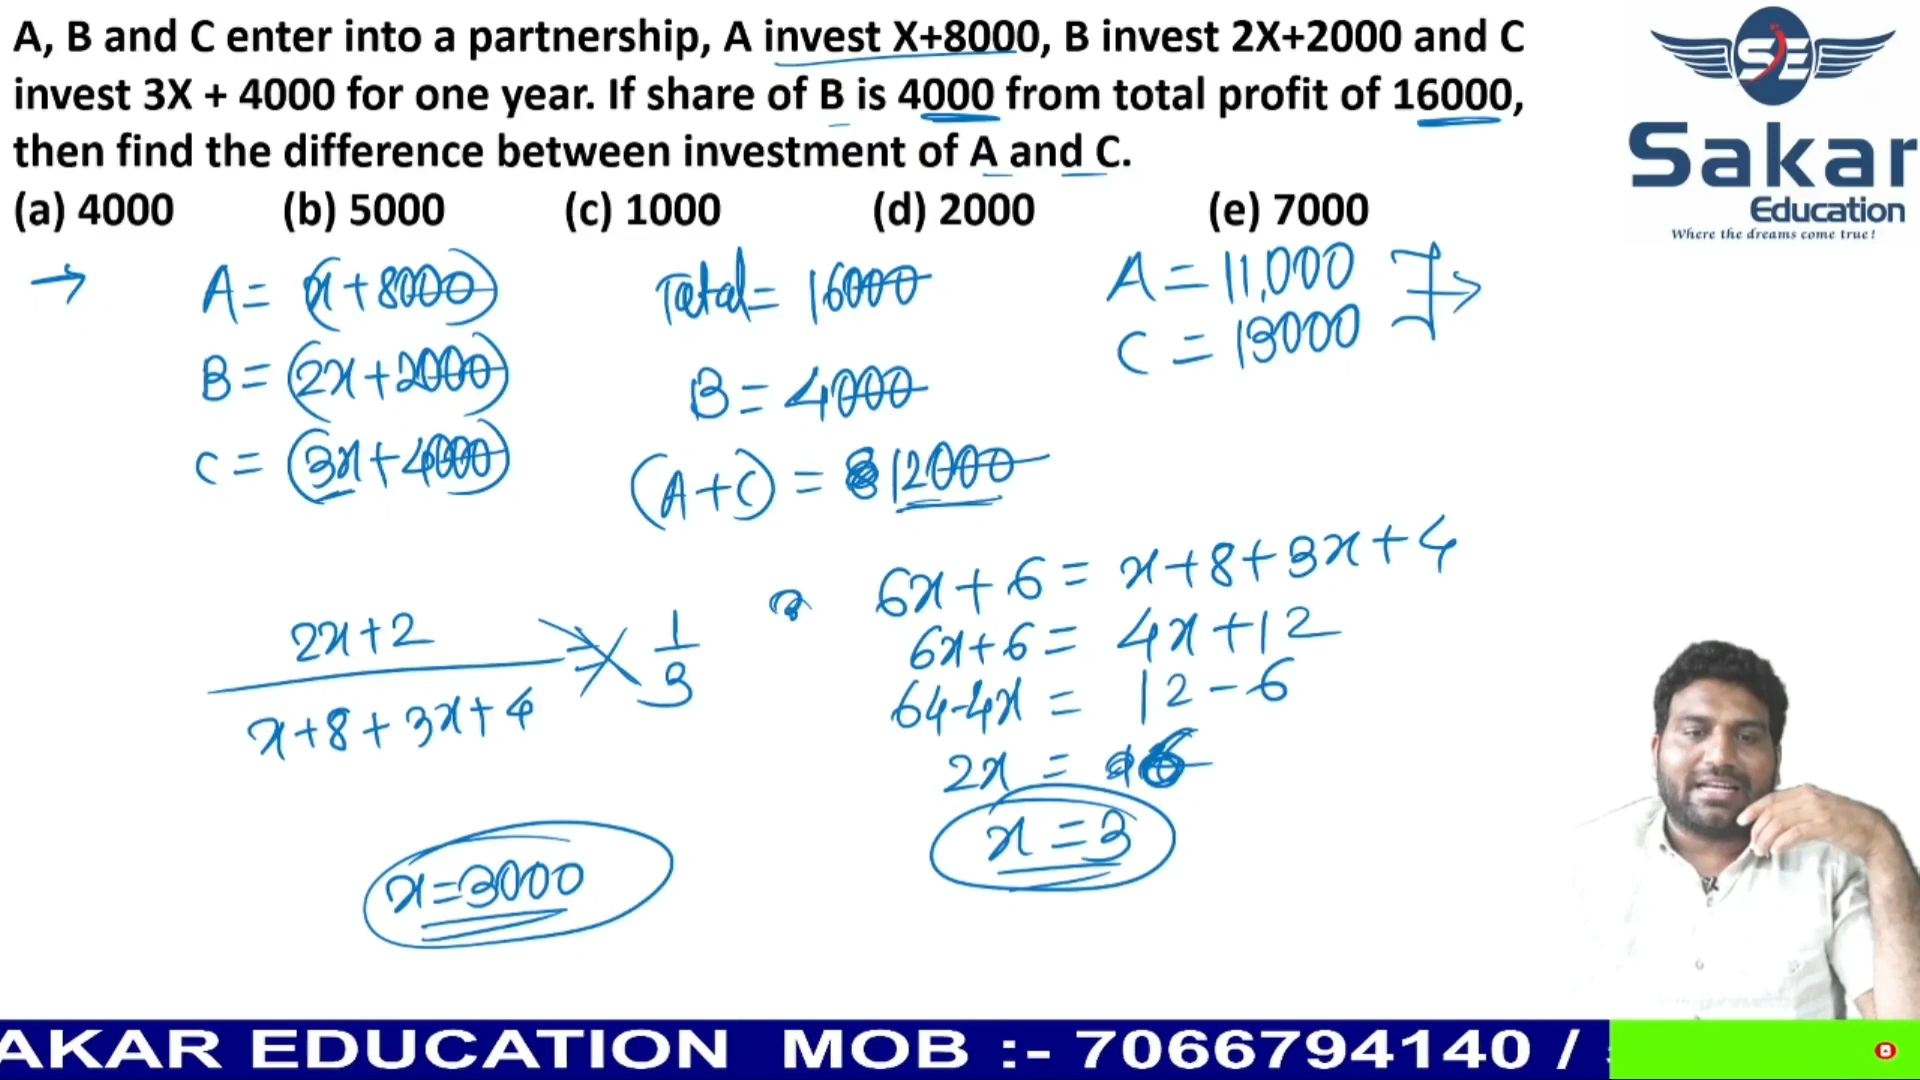 A, B and C enter into a partnership, A invest X+8000, B invest 2X+2000 and C
invest 3X + 4000 for one year. If share of B is 4000 from total profit of 16000,
then find the difference between investment of A and C.
(a) 4000 (b) 5000 (c) 1000 (d) 2000 (e) 7000
SE
Sakar
Education
Where the dreams come true!
→ A = (x+8000)
B = (2x+2000)
C = (3x+4000)
Total = 16000
B = 4000
(A+C) = 12000
A = 11,000
C = 13000
2x+2
x+8+3x+4
=
1
3
6x+6 = x+8+3x+4
6x+6 = 4x+12
6x-4x = 12-6
2x = 6
x = 3
x=3000
AKAR EDUCATION MOB :- 7066794140 /